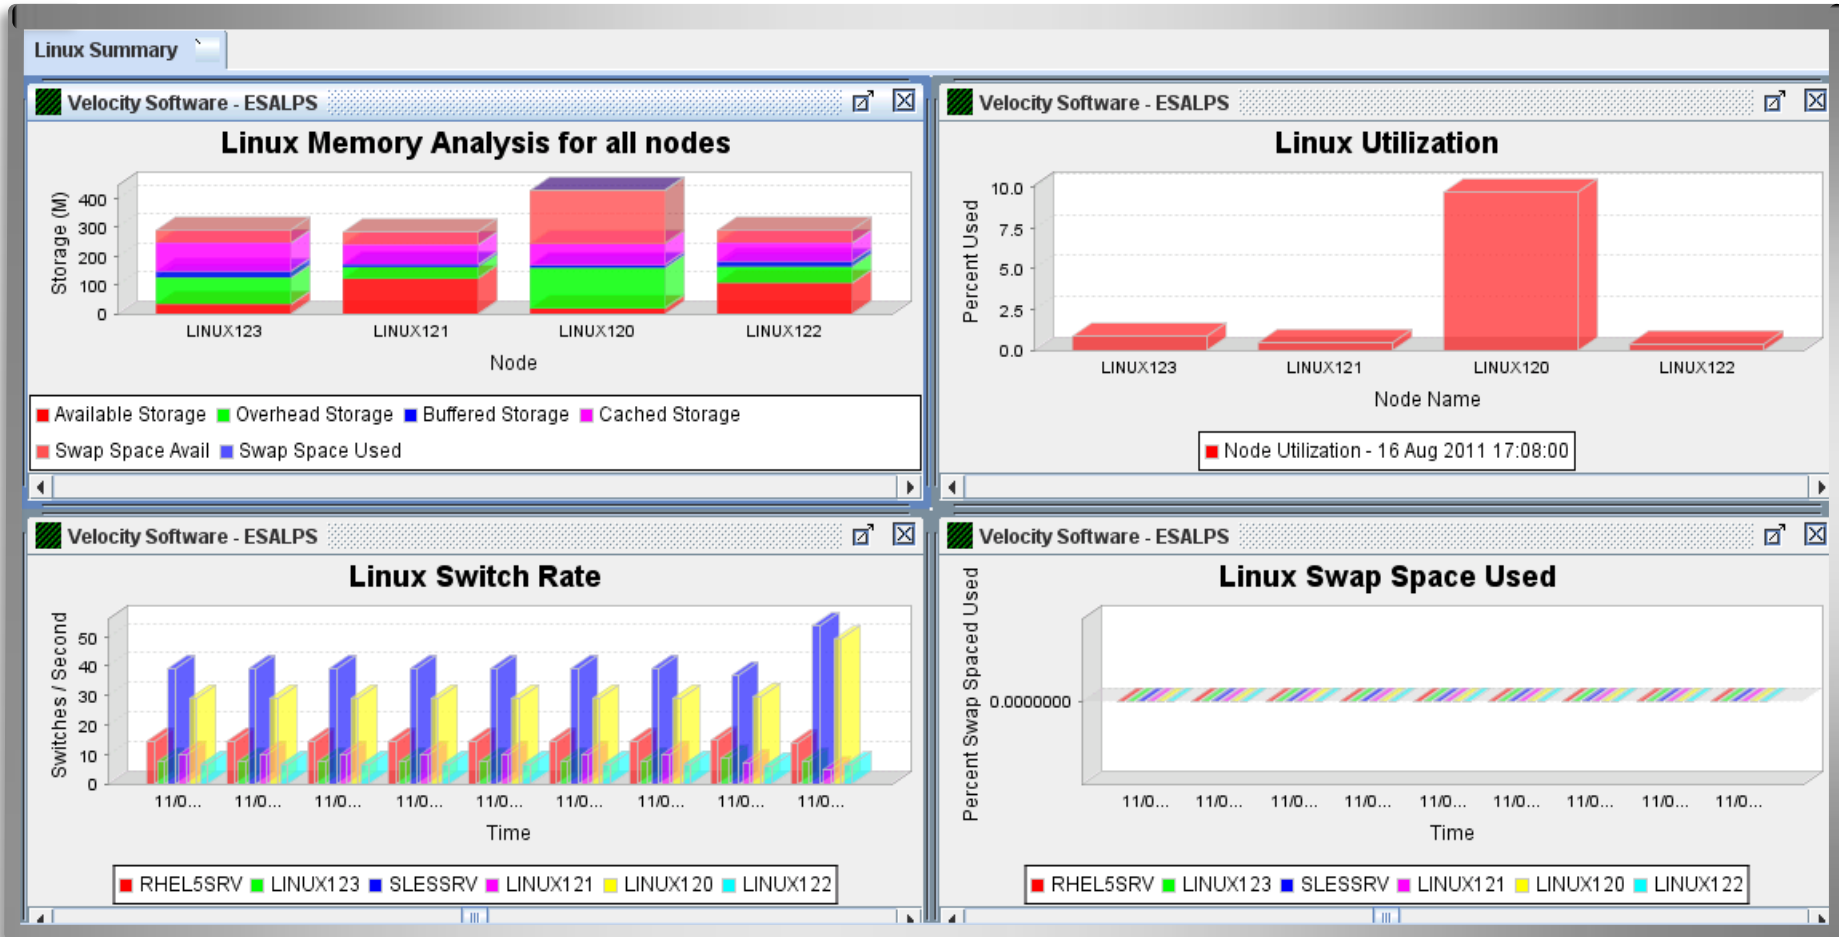 Linux Summary
Velocity Software - ESALPS
Linux Memory Analysis for all nodes
Storage (M)
400
300
200
100
0
LINUX123 LINUX121 LINUX120 LINUX122
Node
Available Storage Overhead Storage Buffered Storage Cached Storage
Swap Space Avail Swap Space Used
Velocity Software - ESALPS
Linux Utilization
Percent Used
10.0
7.5
5.0
2.5
0.0
LINUX123 LINUX121 LINUX120 LINUX122
Node Name
Node Utilization - 16 Aug 2011 17:08:00
Velocity Software - ESALPS
Linux Switch Rate
Switches / Second
50
40
30
20
10
0
11/0... 11/0... 11/0... 11/0... 11/0... 11/0... 11/0... 11/0... 11/0...
Time
RHEL5SRV LINUX123 SLESSRV LINUX121 LINUX120 LINUX122
Velocity Software - ESALPS
Linux Swap Space Used
Percent Swap Spaced Used
0.0000000
11/0... 11/0... 11/0... 11/0... 11/0... 11/0... 11/0... 11/0... 11/0...
Time
RHEL5SRV LINUX123 SLESSRV LINUX121 LINUX120 LINUX122